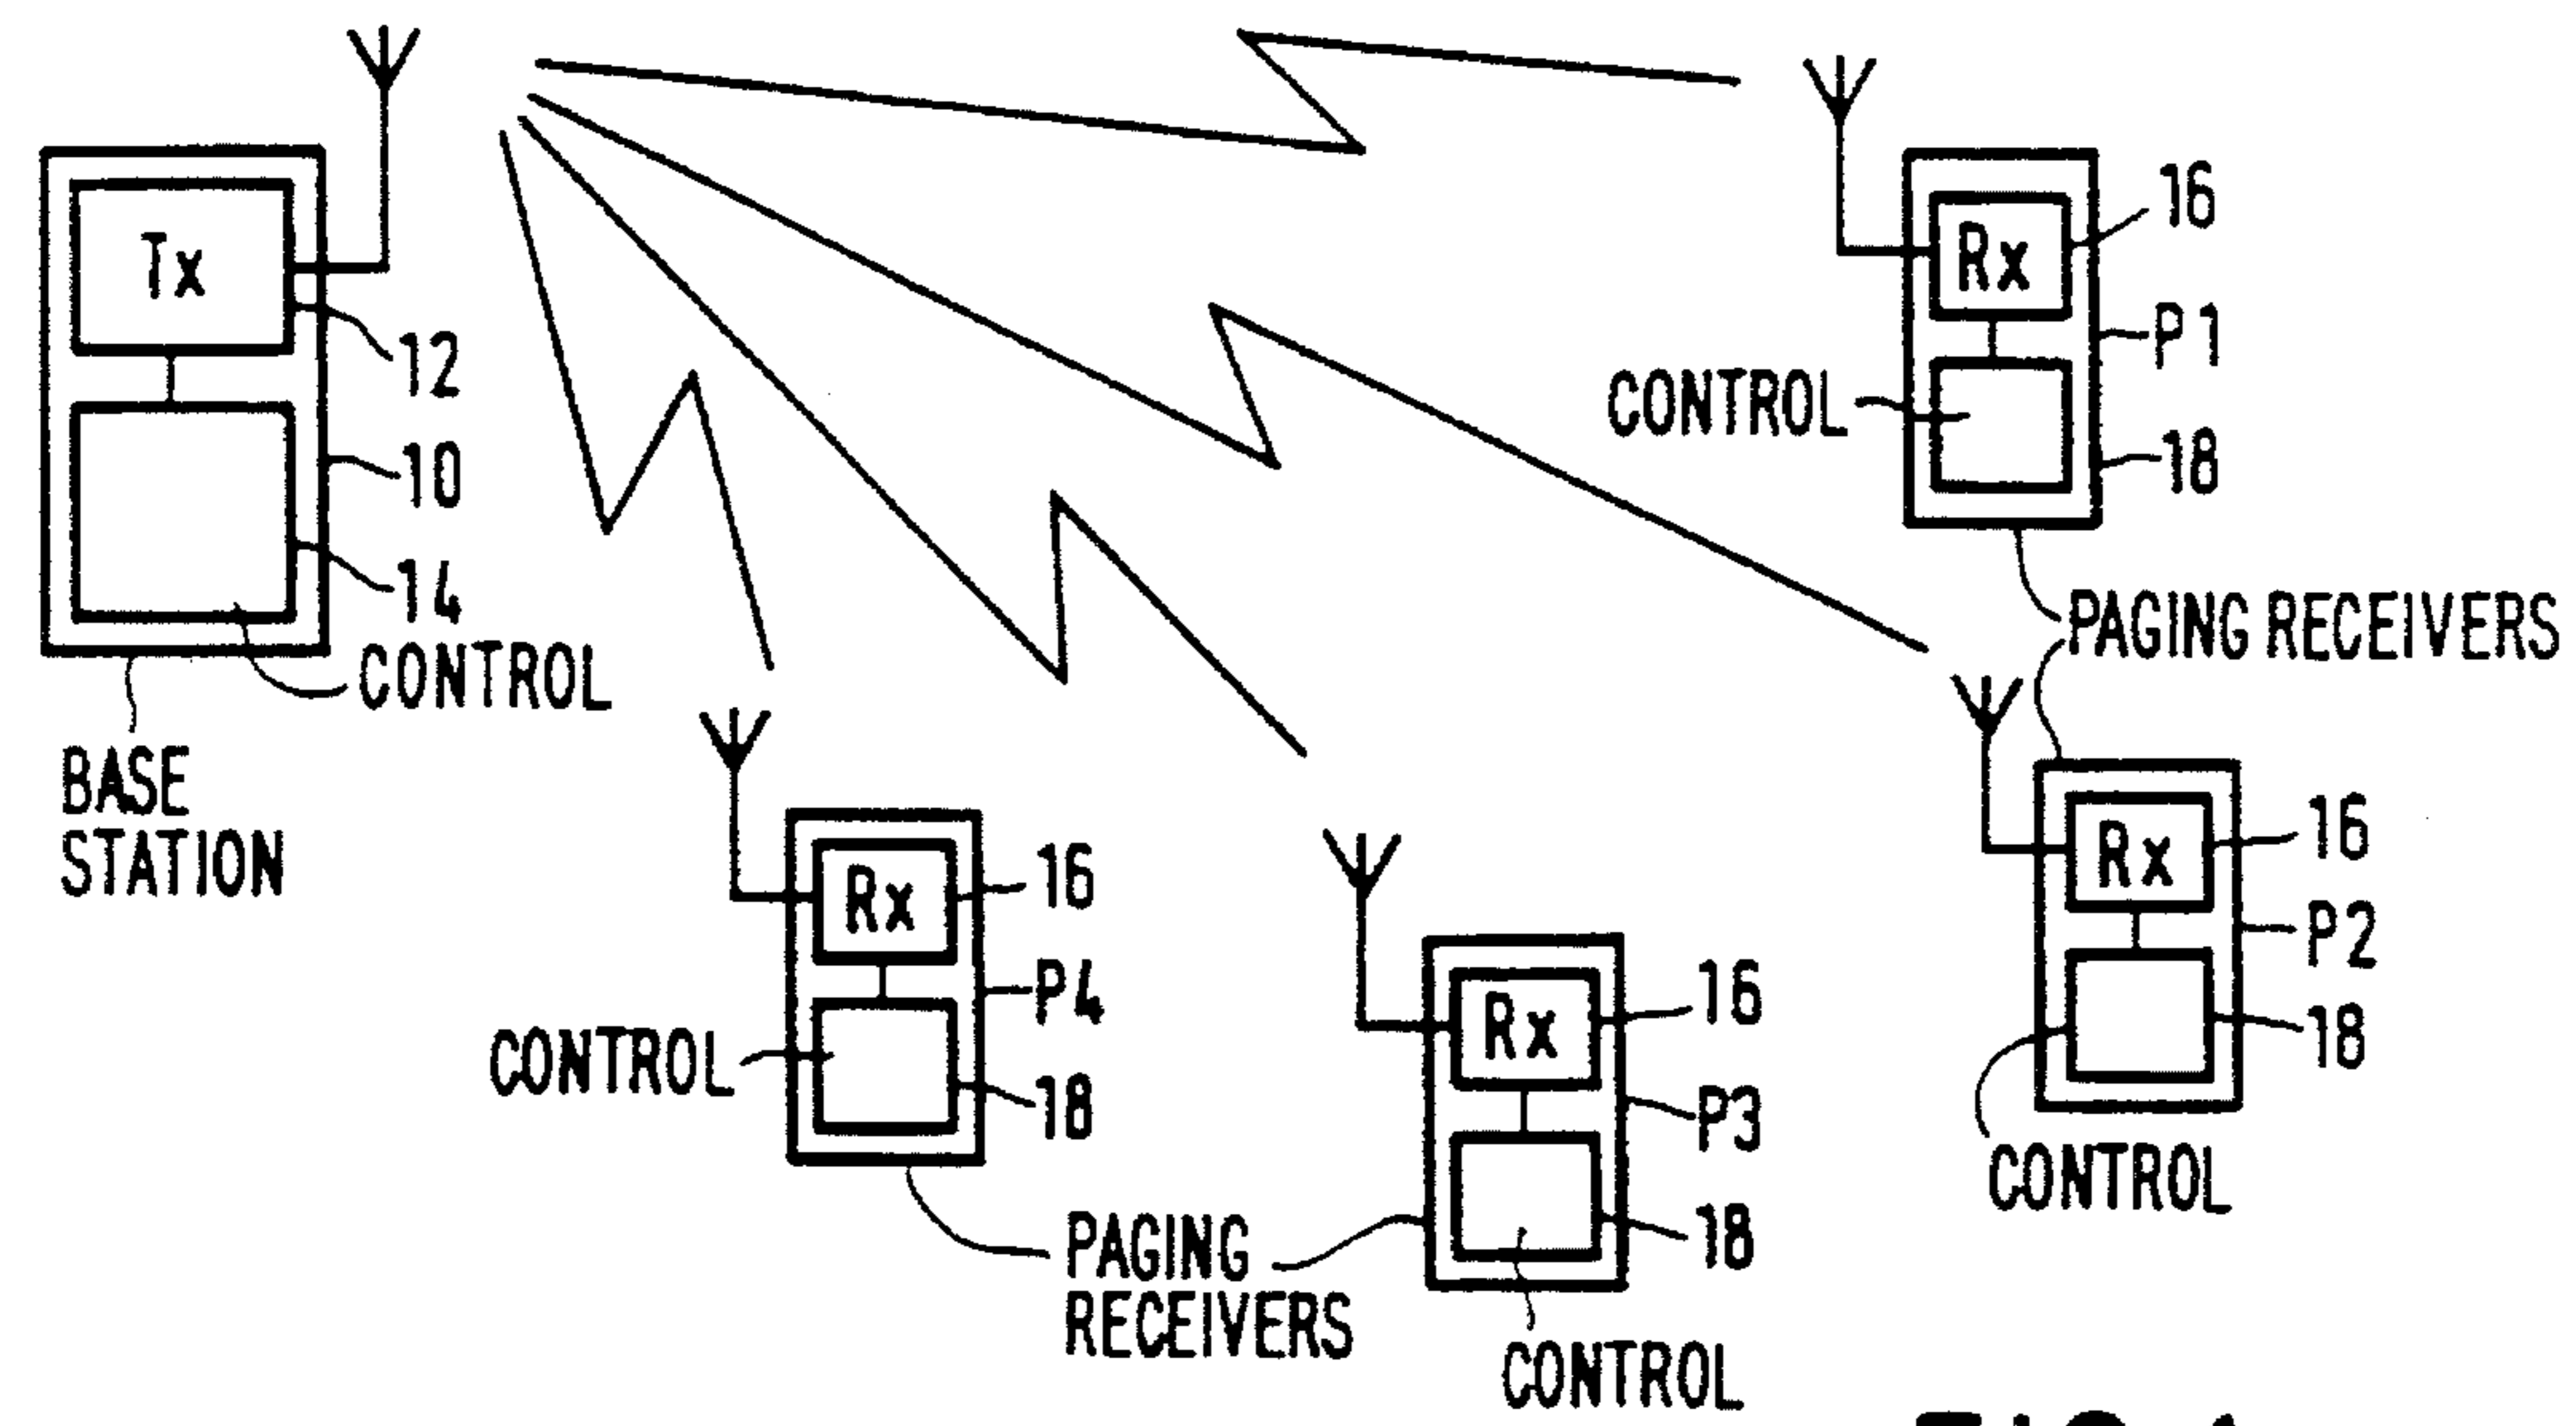 Tx
12
10
14
CONTROL
BASE
STATION
16
Rx
P1
CONTROL
18
PAGING RECEIVERS
16
Rx
P2
18
CONTROL
16
Rx
P4
CONTROL
18
16
Rx
P3
18
PAGING
RECEIVERS
CONTROL